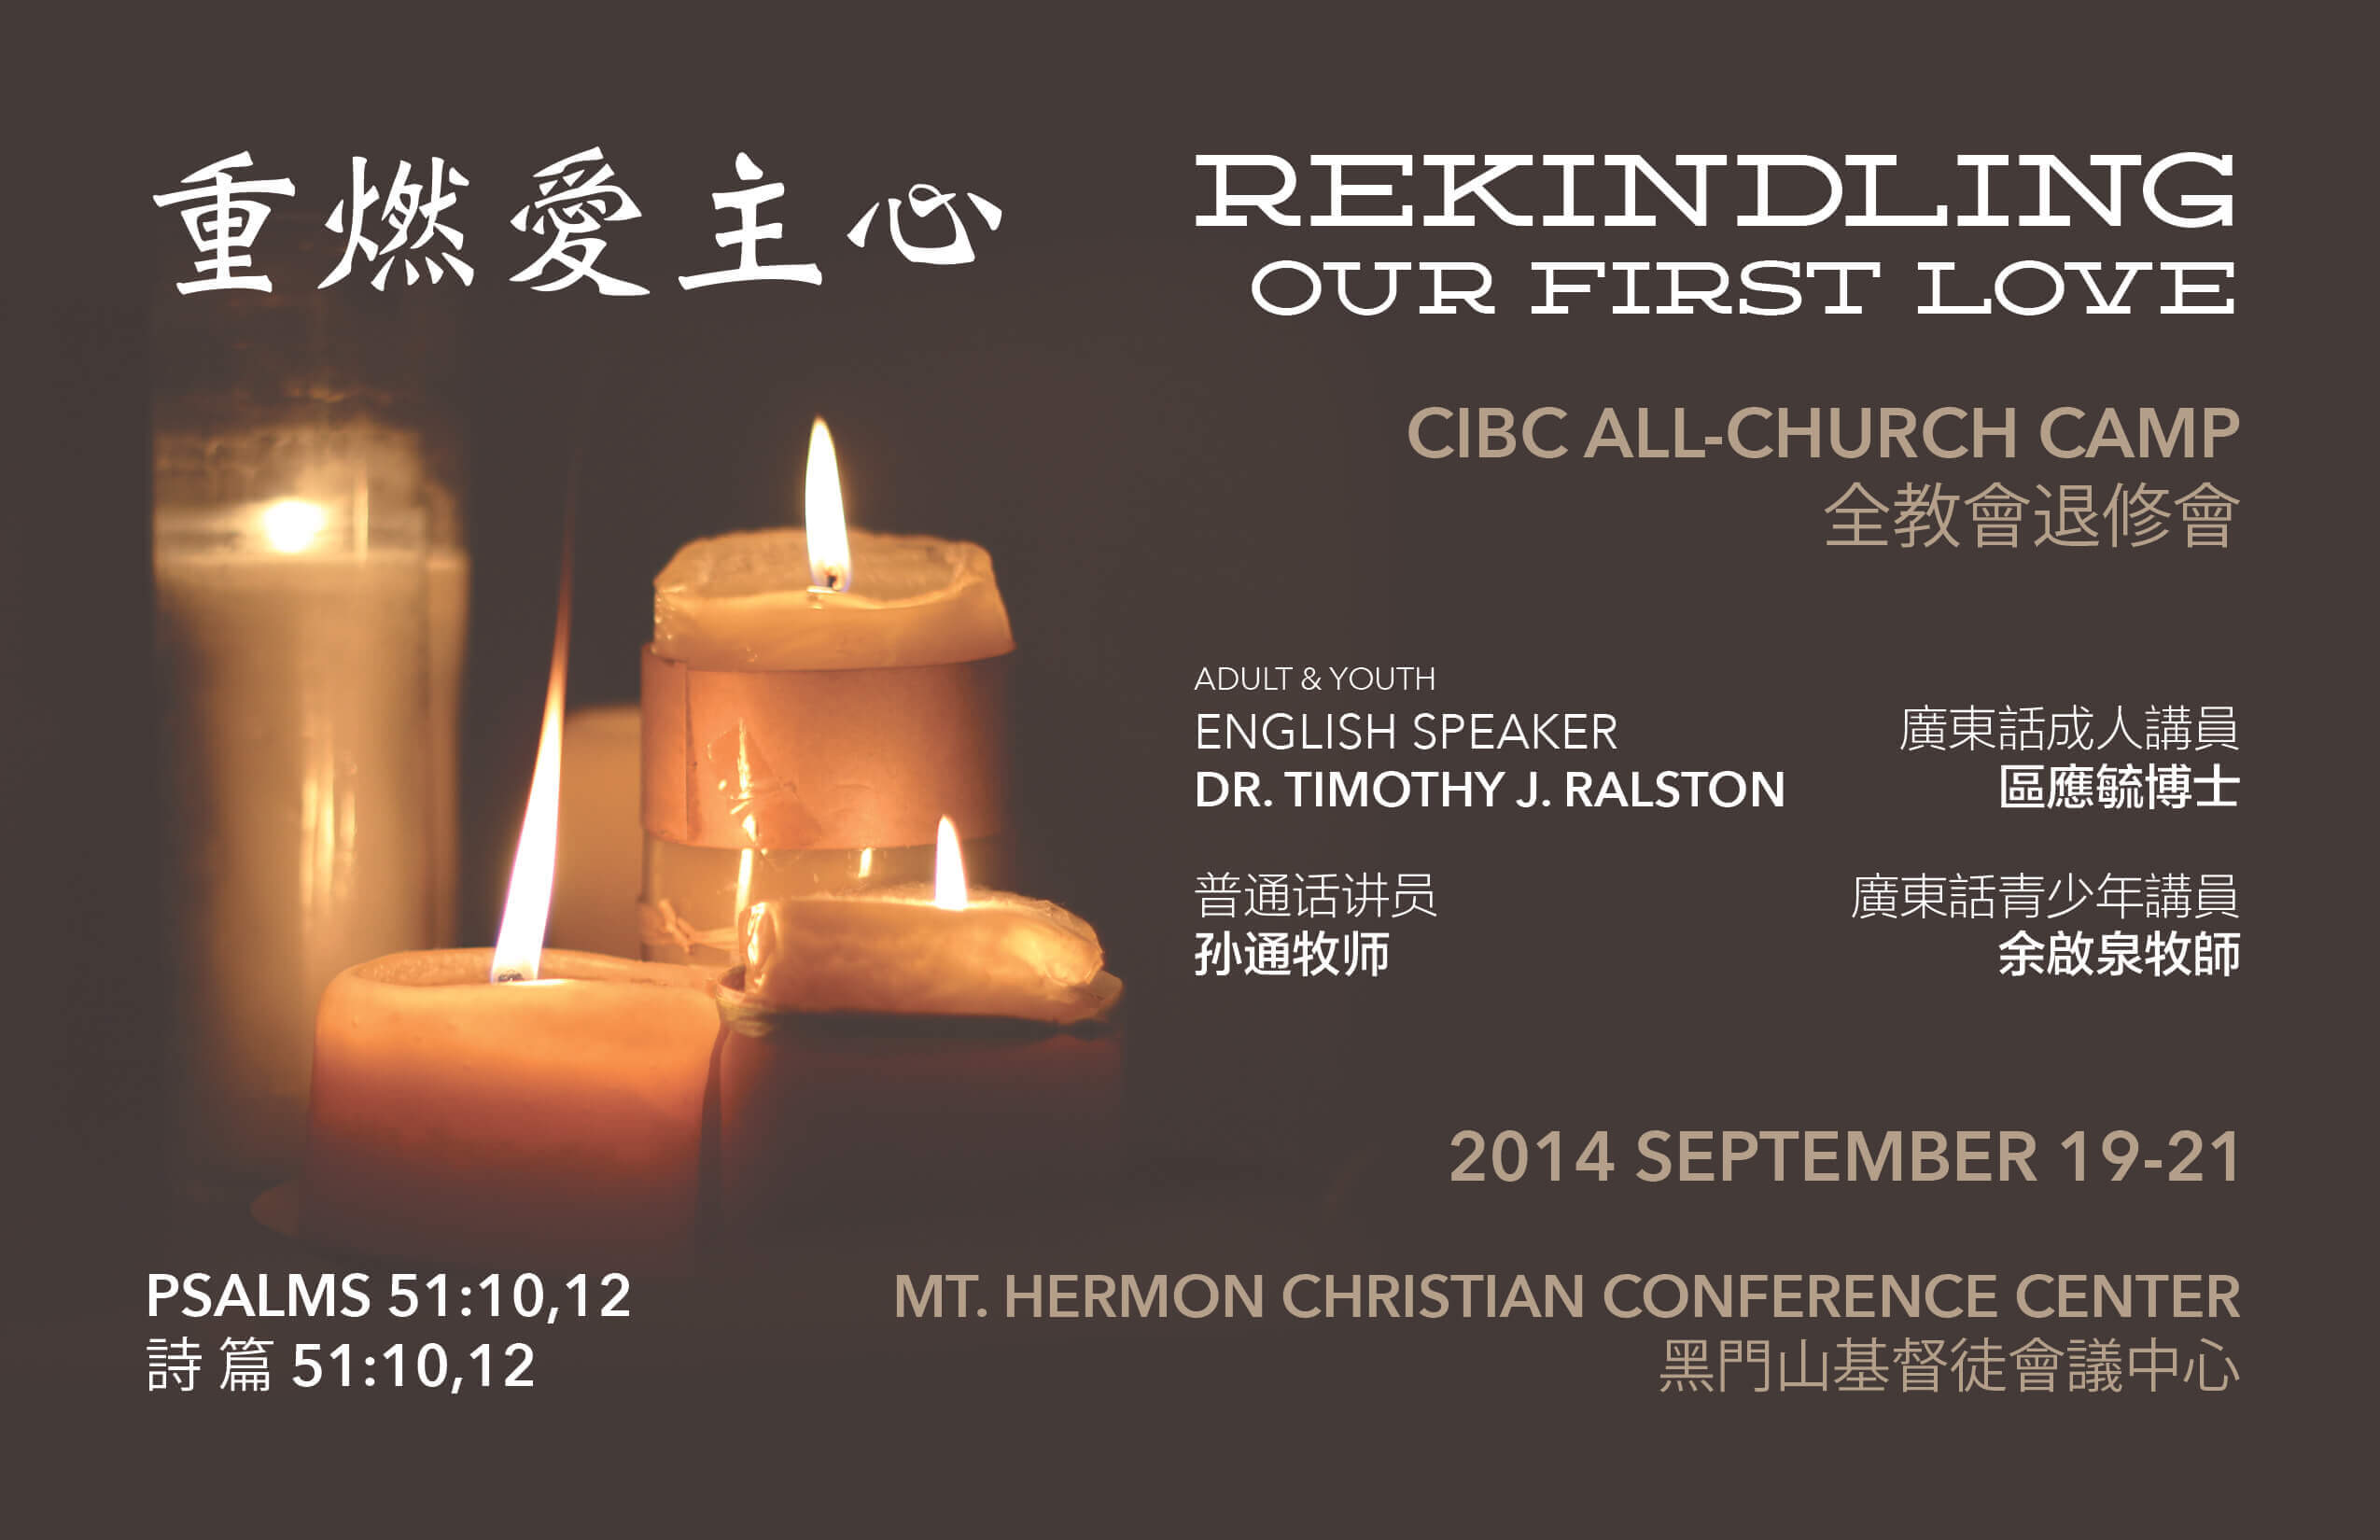 重燃愛主心
REKINDLING
OUR FIRST LOVE
CIBC ALL-CHURCH CAMP
全教會退修會
ADULT & YOUTH
ENGLISH SPEAKER
DR. TIMOTHY J. RALSTON
廣東話成人講員
區應毓博士
普通话讲员
孙通牧师
廣東話青少年講員
余啟泉牧師
2014 SEPTEMBER 19-21
MT. HERMON CHRISTIAN CONFERENCE CENTER
黑門山基督徒會議中心
PSALMS 51:10,12
詩篇 51:10,12